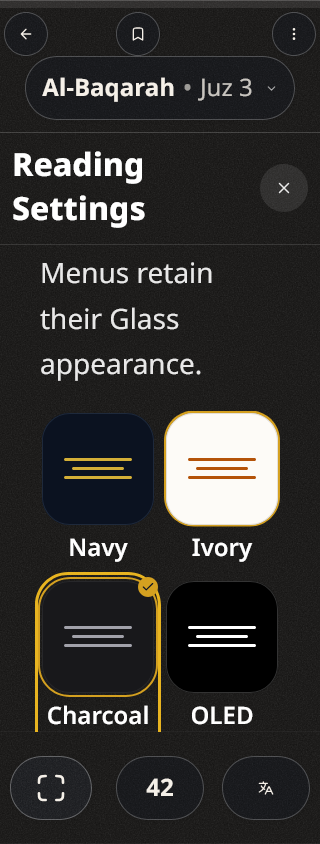 Al-Baqarah • Juz 3
Reading
Settings
Menus retain
their Glass
appearance.
Navy
Ivory
Charcoal
OLED
42